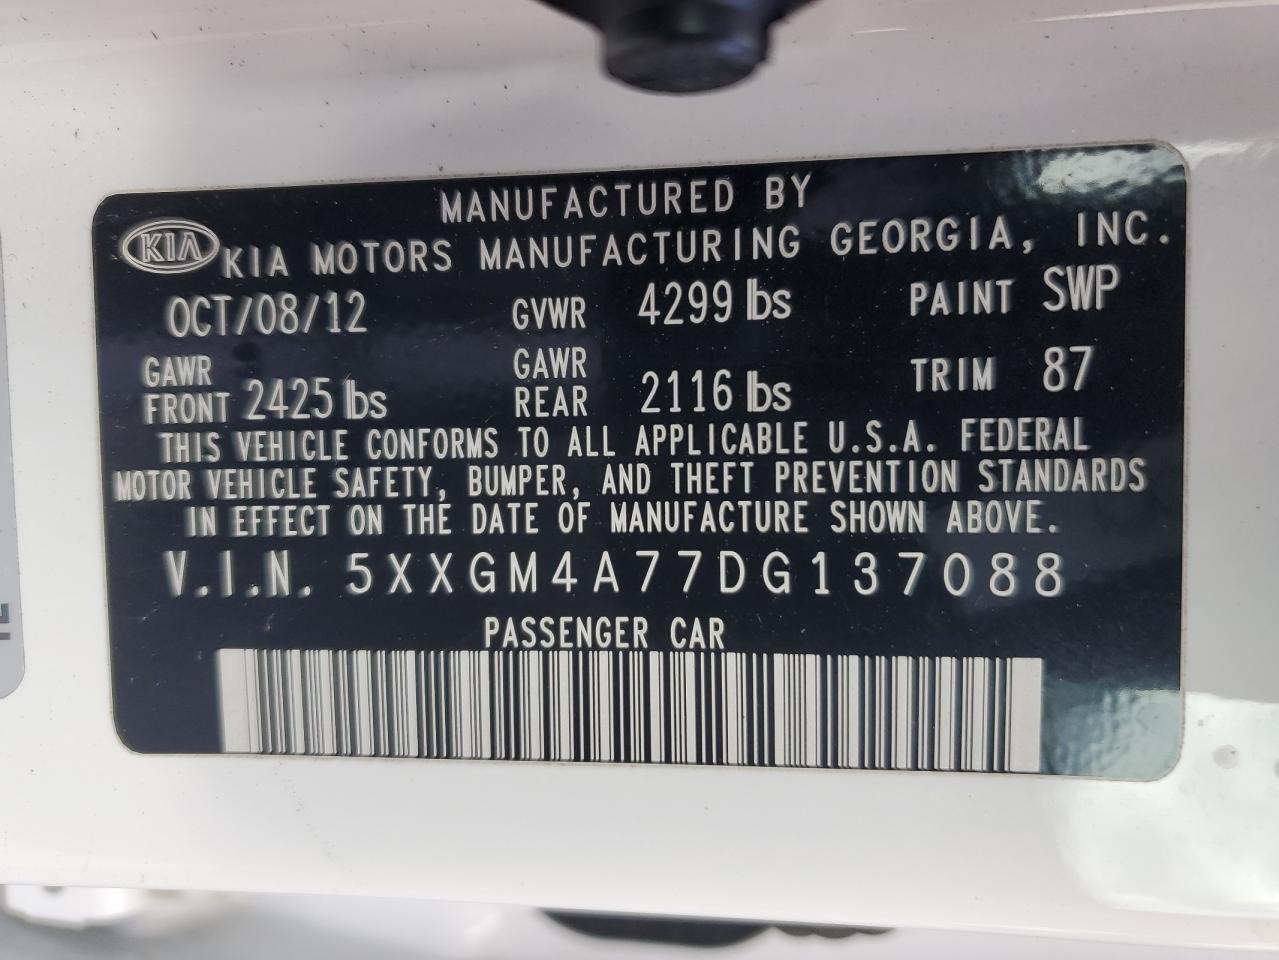 MANUFACTURED BY
KIA KIA MOTORS MANUFACTURING GEORGIA, INC.
OCT/08/12 GVWR 4299 lbs PAINT SWP
GAWR FRONT 2425 lbs GAWR REAR 2116 lbs TRIM 87
THIS VEHICLE CONFORMS TO ALL APPLICABLE U.S.A. FEDERAL
MOTOR VEHICLE SAFETY, BUMPER, AND THEFT PREVENTION STANDARDS
IN EFFECT ON THE DATE OF MANUFACTURE SHOWN ABOVE.
V.I.N. 5XXGM4A77DG137088
PASSENGER CAR